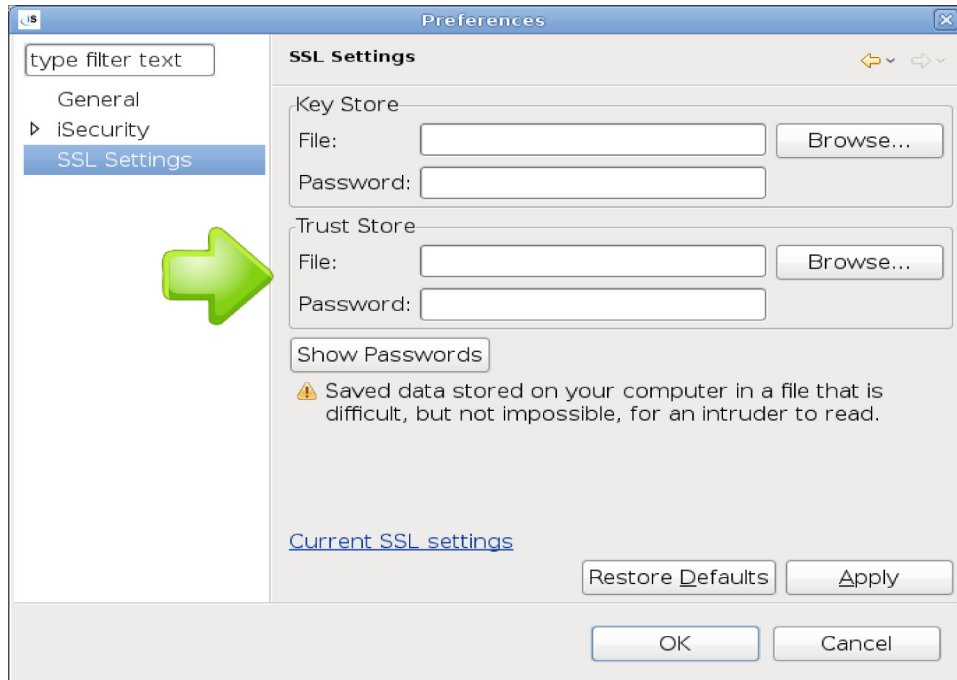 iS Preferences
type filter text
General
iSecurity
SSL Settings
SSL Settings
Key Store
File: Browse...
Password:
Trust Store
File: Browse...
Password:
Show Passwords
Saved data stored on your computer in a file that is
difficult, but not impossible, for an intruder to read.
Current SSL settings
Restore Defaults Apply
OK Cancel